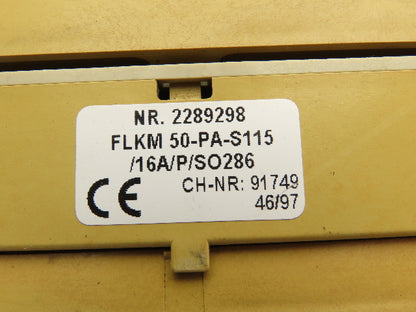 NR. 2289298
FLKM 50-PA-S115
/16A/P/SO286
CE CH-NR: 91749
46/97